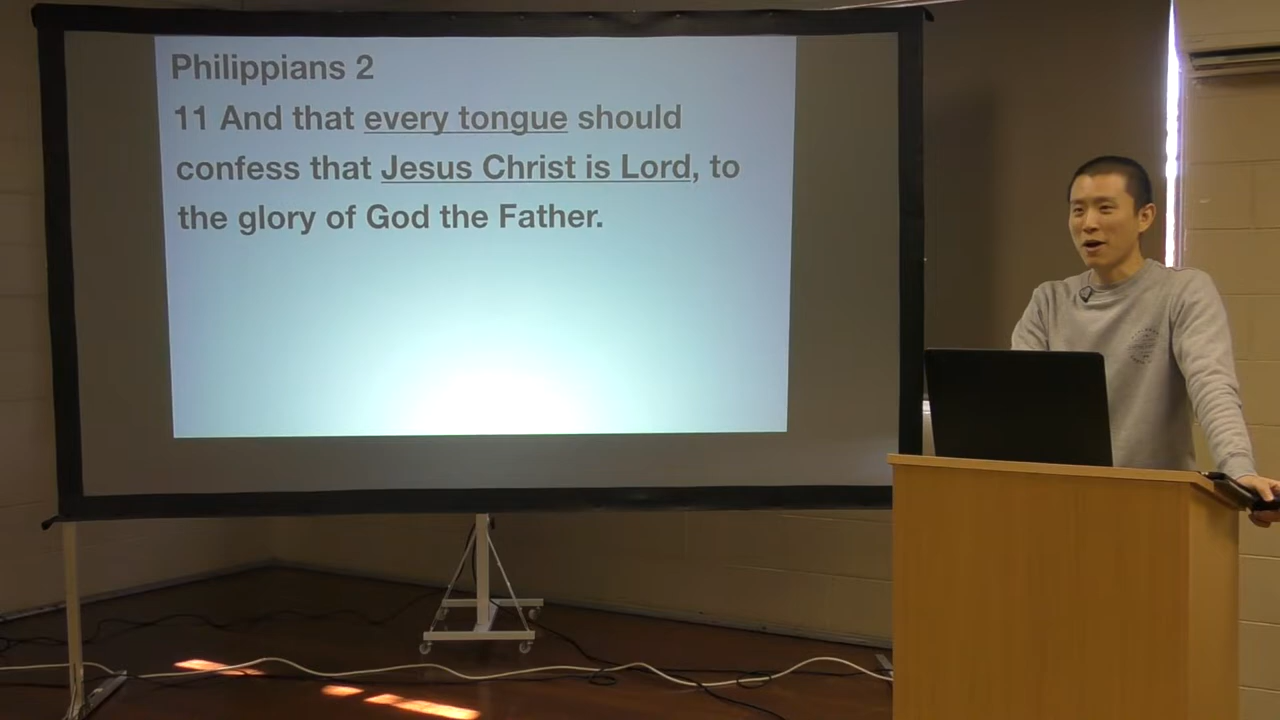 Philippians 2
11 And that every tongue should
confess that Jesus Christ is Lord, to
the glory of God the Father.